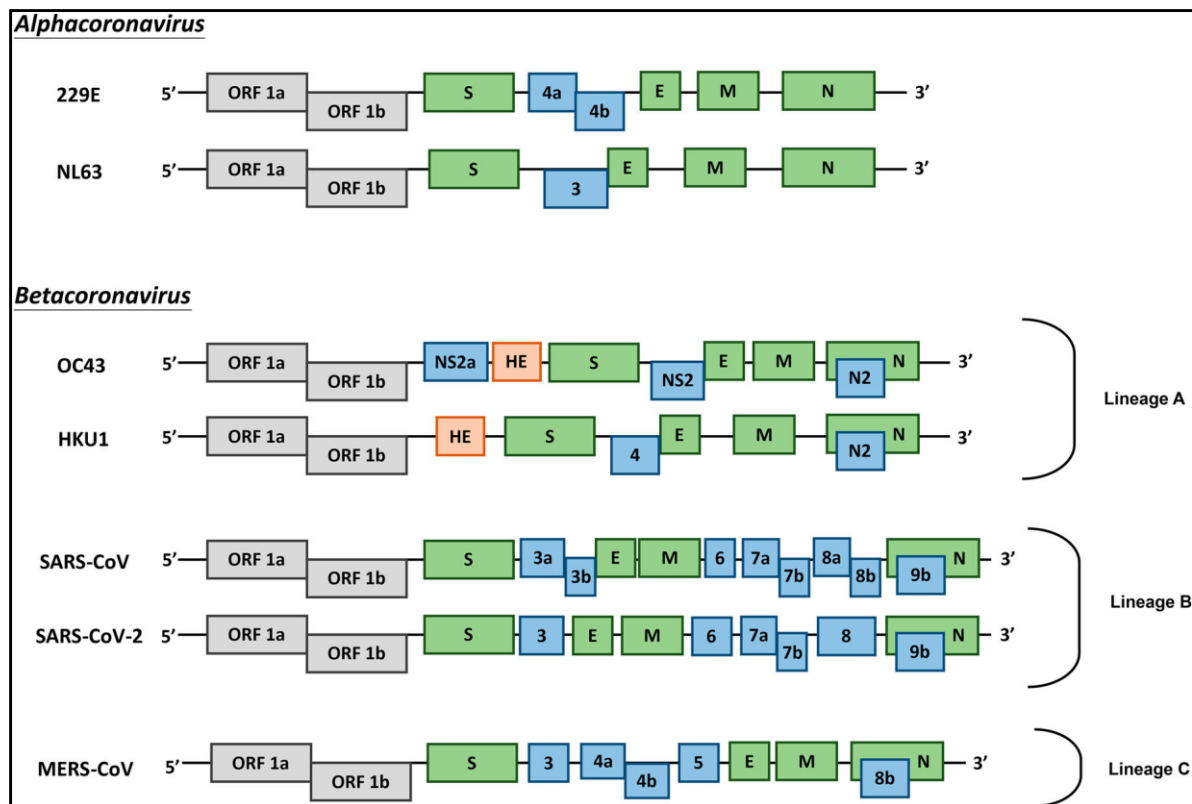 Alphacoronavirus
229E 5’ ORF 1a ORF 1b S 4a 4b E M N 3’
NL63 5’ ORF 1a ORF 1b S 3 E M N 3’
Betacoronavirus
OC43 5’ ORF 1a ORF 1b NS2a HE S NS2 E M N2 N 3’
HKU1 5’ ORF 1a ORF 1b HE S 4 E M N2 N 3’
Lineage A
SARS-CoV 5’ ORF 1a ORF 1b S 3a 3b E M 6 7a 7b 8a 8b 9b N 3’
SARS-CoV-2 5’ ORF 1a ORF 1b S 3 E M 6 7a 7b 8 9b N 3’
Lineage B
MERS-CoV 5’ ORF 1a ORF 1b S 3 4a 4b 5 E M 8b N 3’
Lineage C